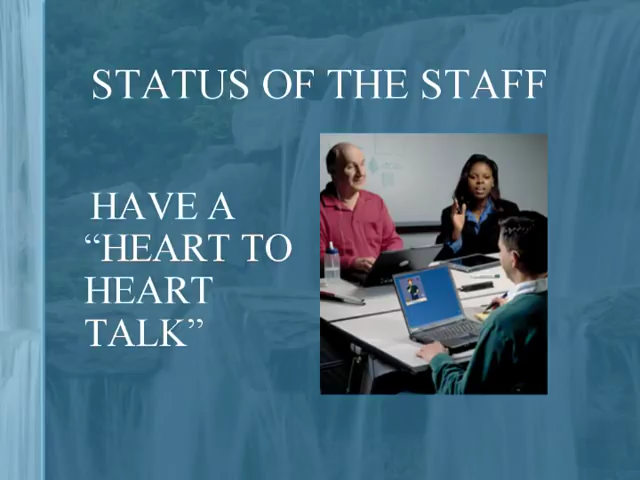 STATUS OF THE STAFF
HAVE A
“HEART TO
HEART
TALK”